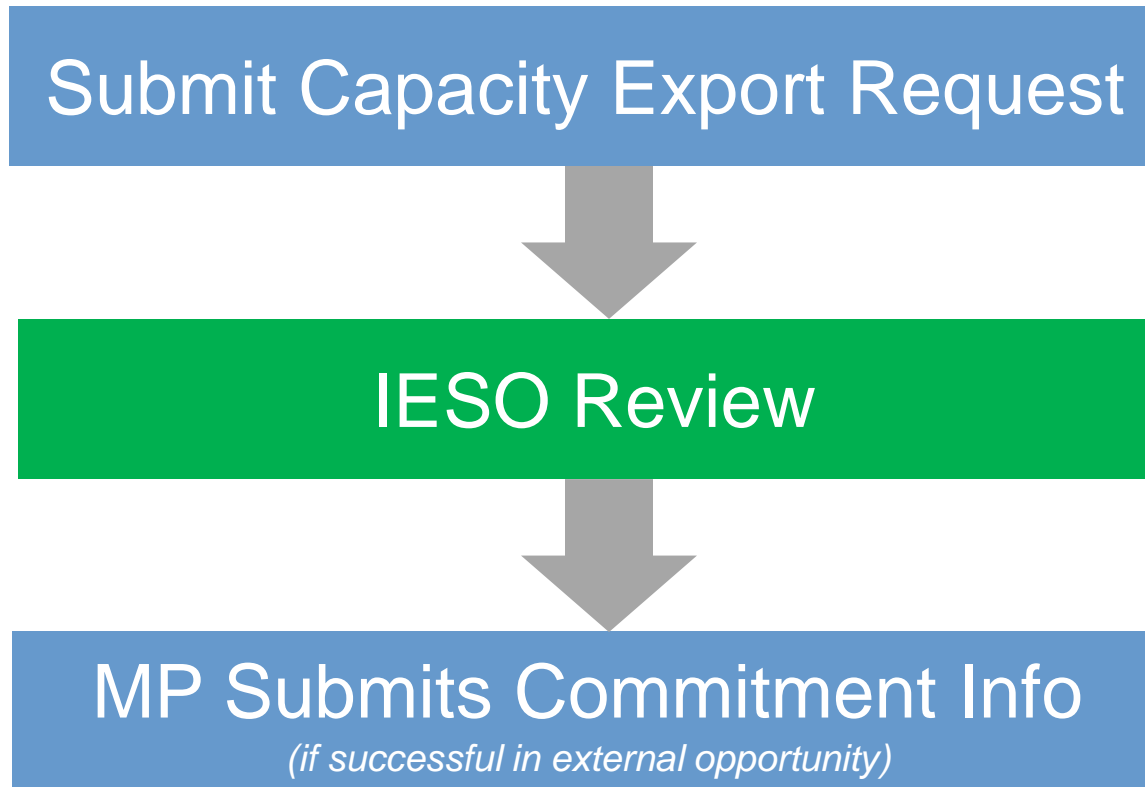 Submit Capacity Export Request
IESO Review
MP Submits Commitment Info
(if successful in external opportunity)